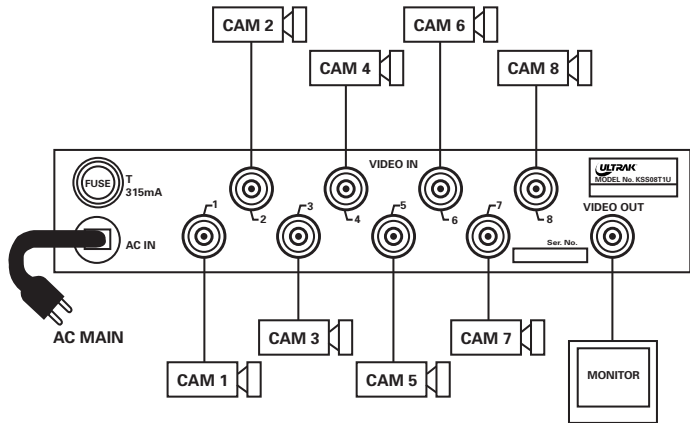 CAM 2
CAM 6
CAM 4
CAM 8
VIDEO IN
FUSE
T
315mA
ULTRAK
MODEL No. KSS08T1U
1
2
3
4
5
6
7
8
VIDEO OUT
AC IN
Ser. No.
AC MAIN
CAM 3
CAM 7
CAM 1
CAM 5
MONITOR